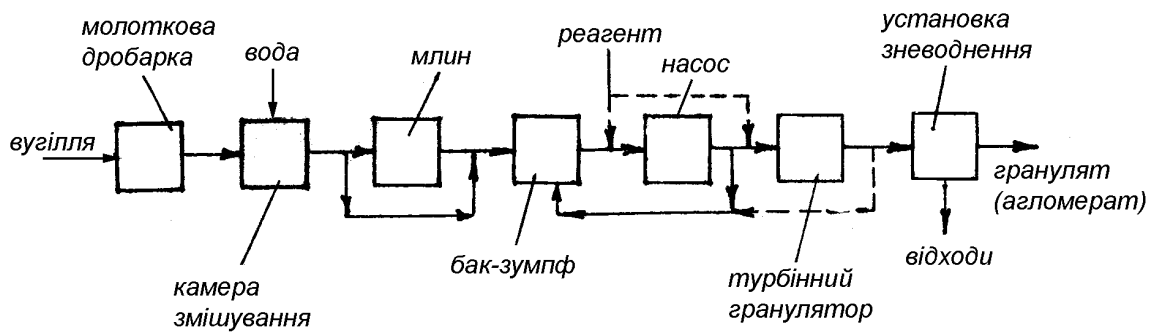 молоткова
дробарка
вода
млин
реагент
насос
установка
зневоднення
вугілля
гранулят
(агломерат)
відходи
камера
змішування
бак-зумпф
турбінний
гранулятор